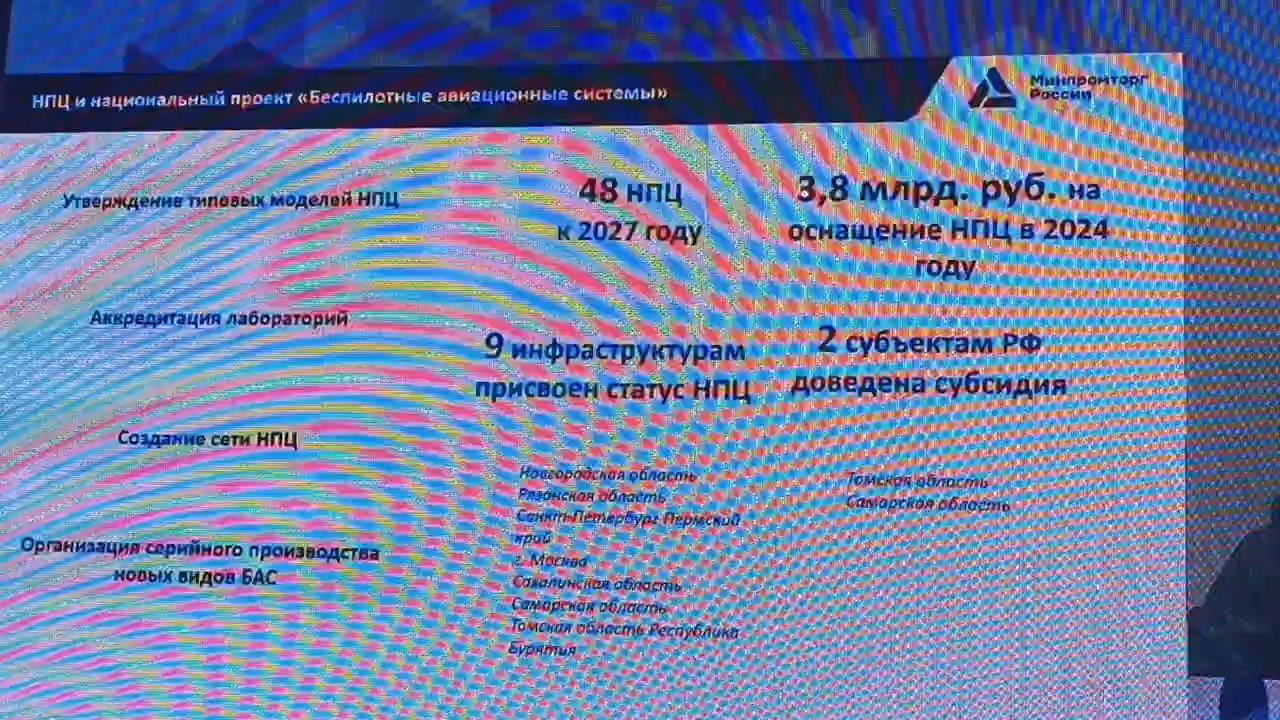 НПЦ и национальный проект «Беспилотные авиационные системы»
Минпромторг
России
Утверждение типовых моделей НПЦ
48 НПЦ
к 2027 году
3,8 млрд. руб. на
оснащение НПЦ в 2024
году
Аккредитация лабораторий
9 инфраструктурам
присвоен статус НПЦ
2 субъектам РФ
доведена субсидия
Создание сети НПЦ
Новгородская область
Рязанская область
Санкт-Петербург Пермский
край
г. Москва
Сахалинская область
Самарская область
Томская область Республика
Бурятия
Томская область
Самарская область
Организация серийного производства
новых видов БАС